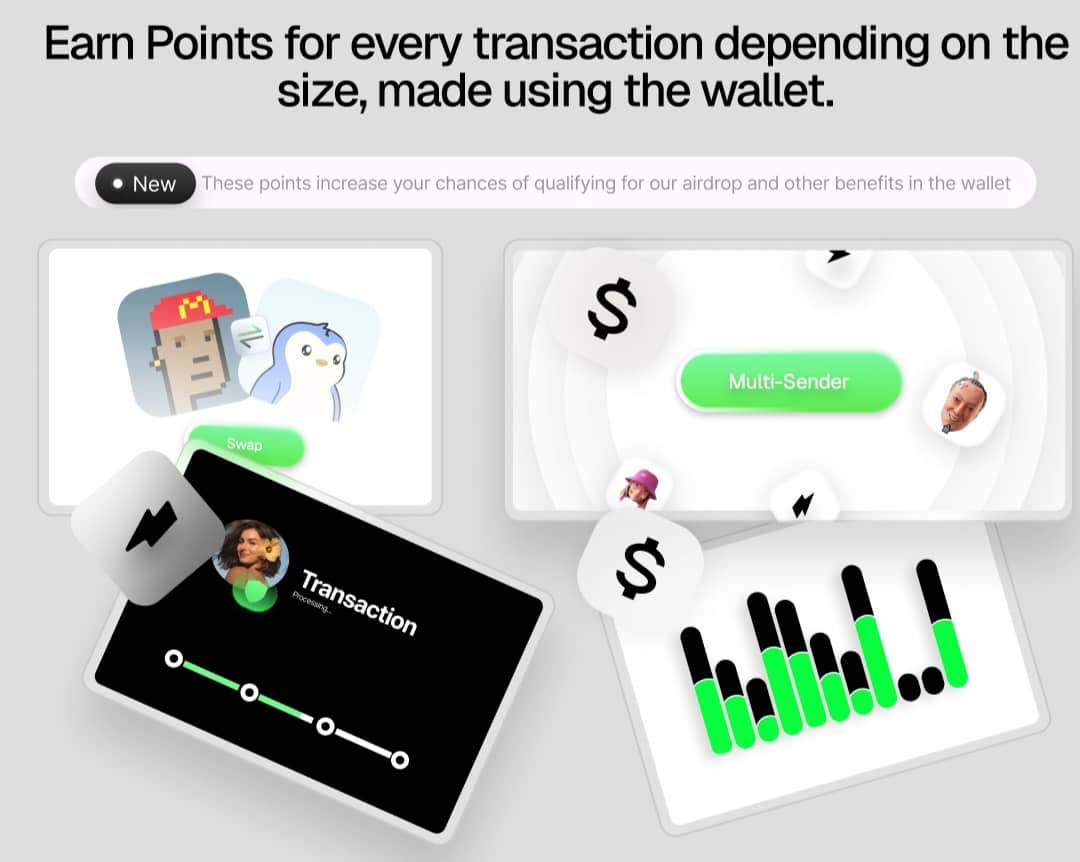 Earn Points for every transaction depending on the
size, made using the wallet.
New These points increase your chances of qualifying for our airdrop and other benefits in the wallet
$
Multi-Sender
Swap
$
Transaction
Processing...